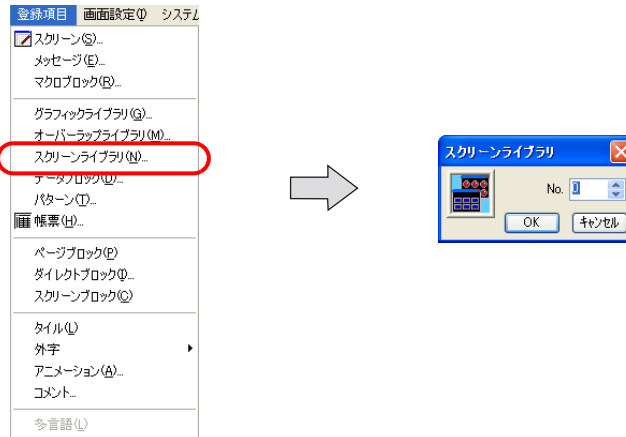 登録項目 画面設定(I) システム
スクリーン(S)...
メッセージ(E)...
マクロブロック(R)...
グラフィックライブラリ(G)...
オーバーラップライブラリ(M)...
スクリーンライブラリ(N)...
データブロック(D)...
パターン(T)...
帳票(H)...
ページブロック(P)
ダイレクトブロック(I)...
スクリーンブロック(C)
タイル(L)
外字
アニメーション(A)...
コメント...
多言語(L)
スクリーンライブラリ
No. 0
OK キャンセル